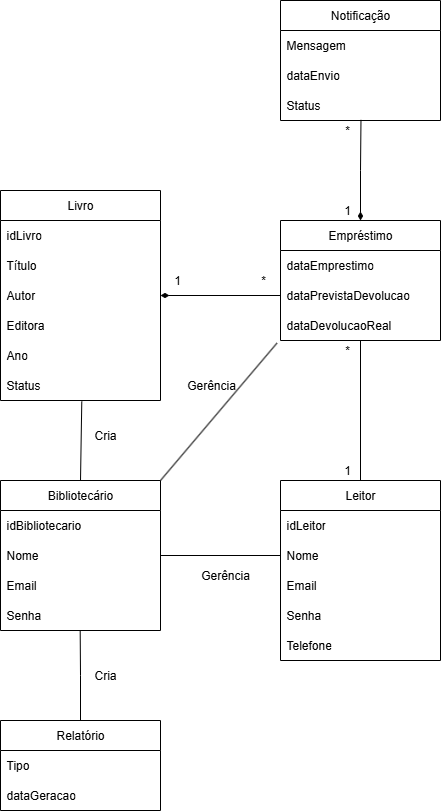 Notificação
Mensagem
dataEnvio
Status
*
1
Livro
idLivro
Título
Autor
Editora
Ano
Status
1
*
Empréstimo
dataEmprestimo
dataPrevistaDevolucao
dataDevolucaoReal
*
Gerência
Cria
1
Bibliotecário
idBibliotecario
Nome
Email
Senha
Gerência
Leitor
idLeitor
Nome
Email
Senha
Telefone
Cria
Relatório
Tipo
dataGeracao